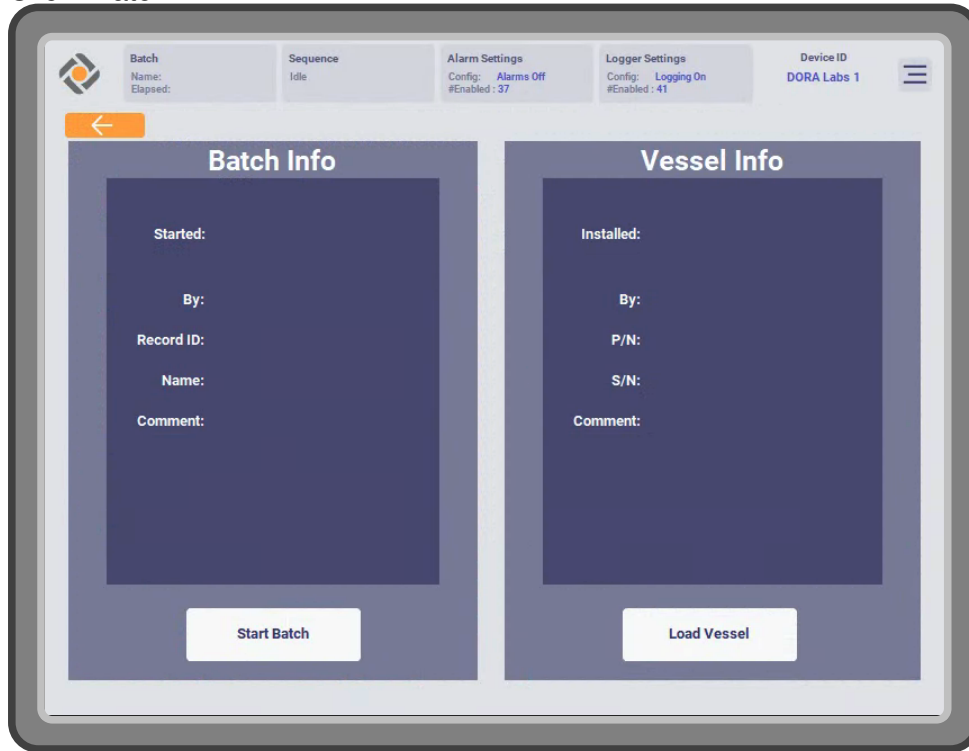 Batch
Name:
Elapsed:
Sequence
Idle
Alarm Settings
Config: Alarms Off
#Enabled : 37
Logger Settings
Config: Logging On
#Enabled : 41
Device ID
DORA Labs 1
Batch Info
Started:
By:
Record ID:
Name:
Comment:
Start Batch
Vessel Info
Installed:
By:
P/N:
S/N:
Comment:
Load Vessel